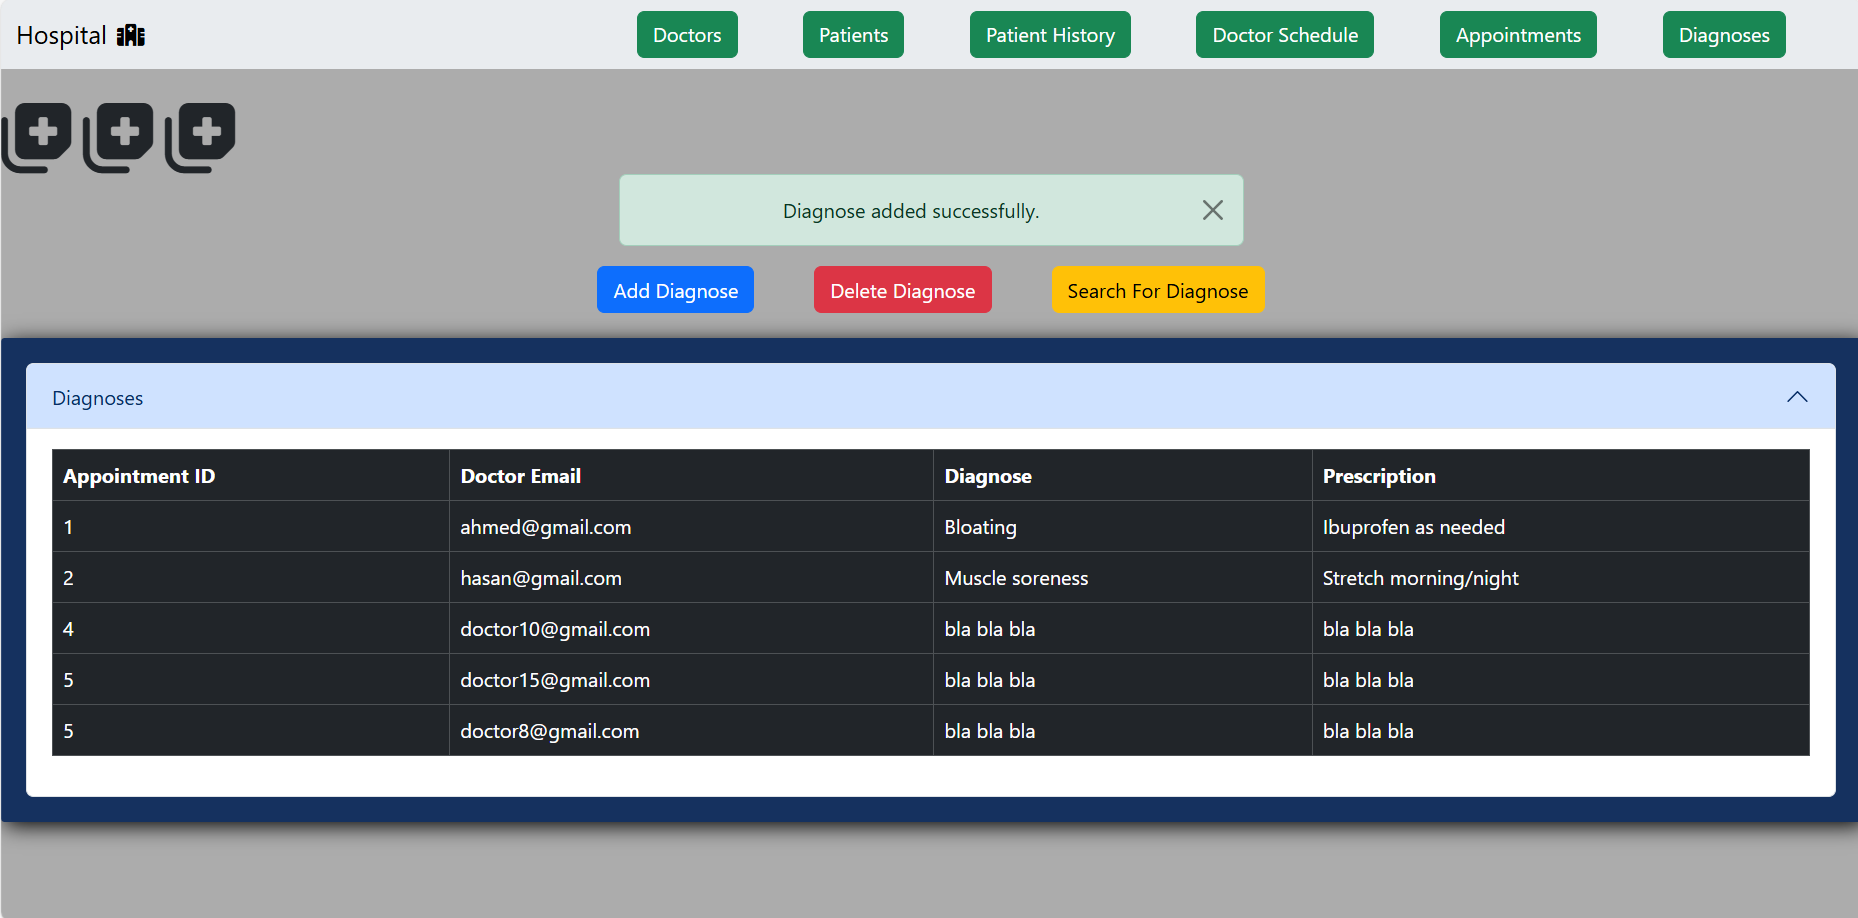 Hospital Doctors Patients Patient History Doctor Schedule Appointments Diagnoses
Diagnose added successfully.
Add Diagnose Delete Diagnose Search For Diagnose
Diagnoses
Appointment ID Doctor Email Diagnose Prescription
1 ahmed@gmail.com Bloating Ibuprofen as needed
2 hasan@gmail.com Muscle soreness Stretch morning/night
4 doctor10@gmail.com bla bla bla bla bla bla
5 doctor15@gmail.com bla bla bla bla bla bla
5 doctor8@gmail.com bla bla bla bla bla bla